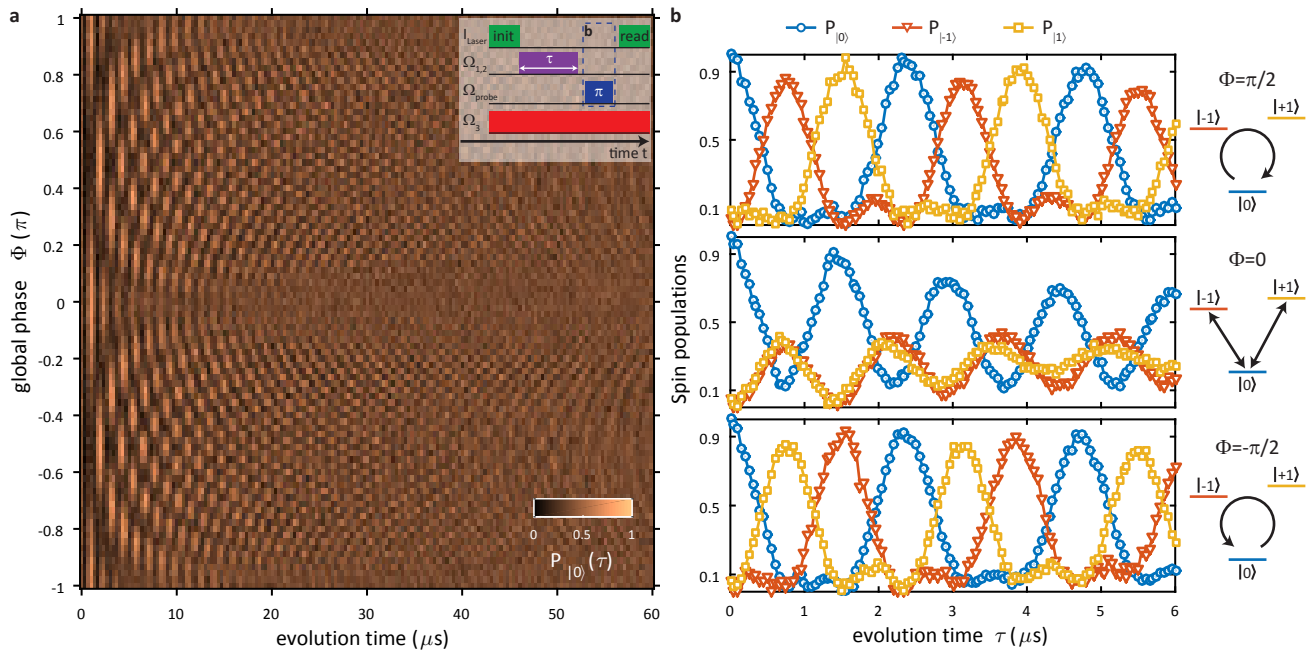 a
global phase Φ (π)
1
0.8
0.6
0.4
0.2
0
-0.2
-0.4
-0.6
-0.8
-1
0 10 20 30 40 50 60
evolution time (μs)
I_Laser init b read
Ω_1,2 τ
Ω_probe π
Ω_3
time t
0 0.5 1
P_|0⟩(τ)
b
P_|0⟩ P_|-1⟩ P_|1⟩
Spin populations
0.9
0.5
0.1
Φ=π/2
|-1⟩ |+1⟩
|0⟩
0.9
0.5
0.1
Φ=0
|-1⟩ |+1⟩
|0⟩
0.9
0.5
0.1
Φ=-π/2
|-1⟩ |+1⟩
|0⟩
0 1 2 3 4 5 6
evolution time τ (μs)